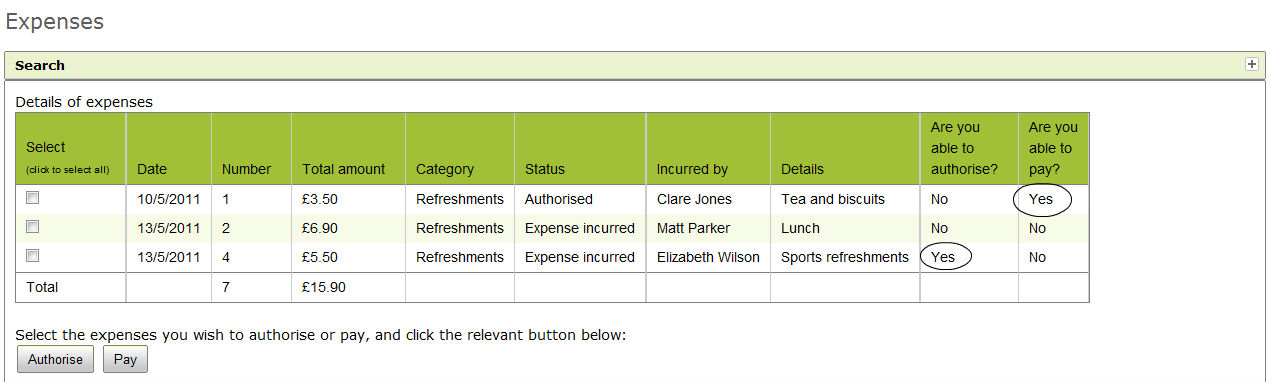 Expenses
Search
Details of expenses
Select (click to select all) Date Number Total amount Category Status Incurred by Details Are you able to authorise? Are you able to pay?
10/5/2011 1 £3.50 Refreshments Authorised Clare Jones Tea and biscuits No Yes
13/5/2011 2 £6.90 Refreshments Expense incurred Matt Parker Lunch No No
13/5/2011 4 £5.50 Refreshments Expense incurred Elizabeth Wilson Sports refreshments Yes No
Total 7 £15.90
Select the expenses you wish to authorise or pay, and click the relevant button below:
Authorise Pay